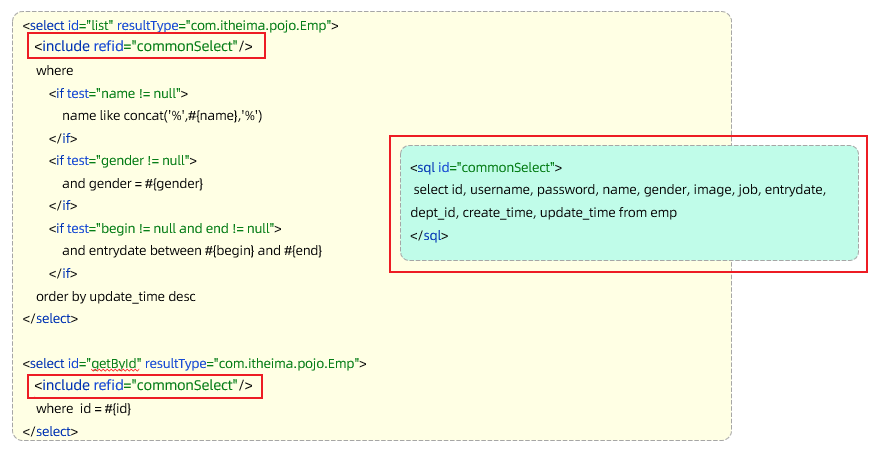 <select id="list" resultType="com.itheima.pojo.Emp">
<include refid="commonSelect"/>
where
<if test="name != null">
name like concat('%',#{name},'%')
</if>
<if test="gender != null">
and gender = #{gender}
</if>
<if test="begin != null and end != null">
and entrydate between #{begin} and #{end}
</if>
order by update_time desc
</select>
<select id="getById" resultType="com.itheima.pojo.Emp">
<include refid="commonSelect"/>
where id = #{id}
</select>
<sql id="commonSelect">
select id, username, password, name, gender, image, job, entrydate,
dept_id, create_time, update_time from emp
</sql>